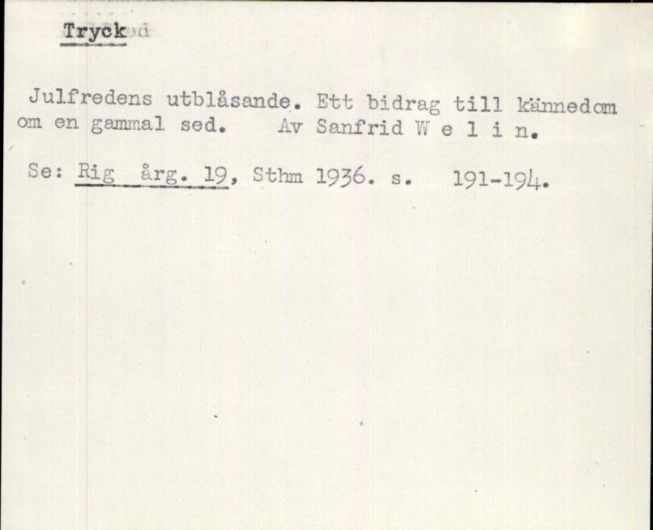 Tryck
Julfredens utblåsande. Ett bidrag till kännedom
om en gammal sed. Av Sanfrid W e l i n.
Se: Rig årg. 19, Sthm 1936. s. 191-194.